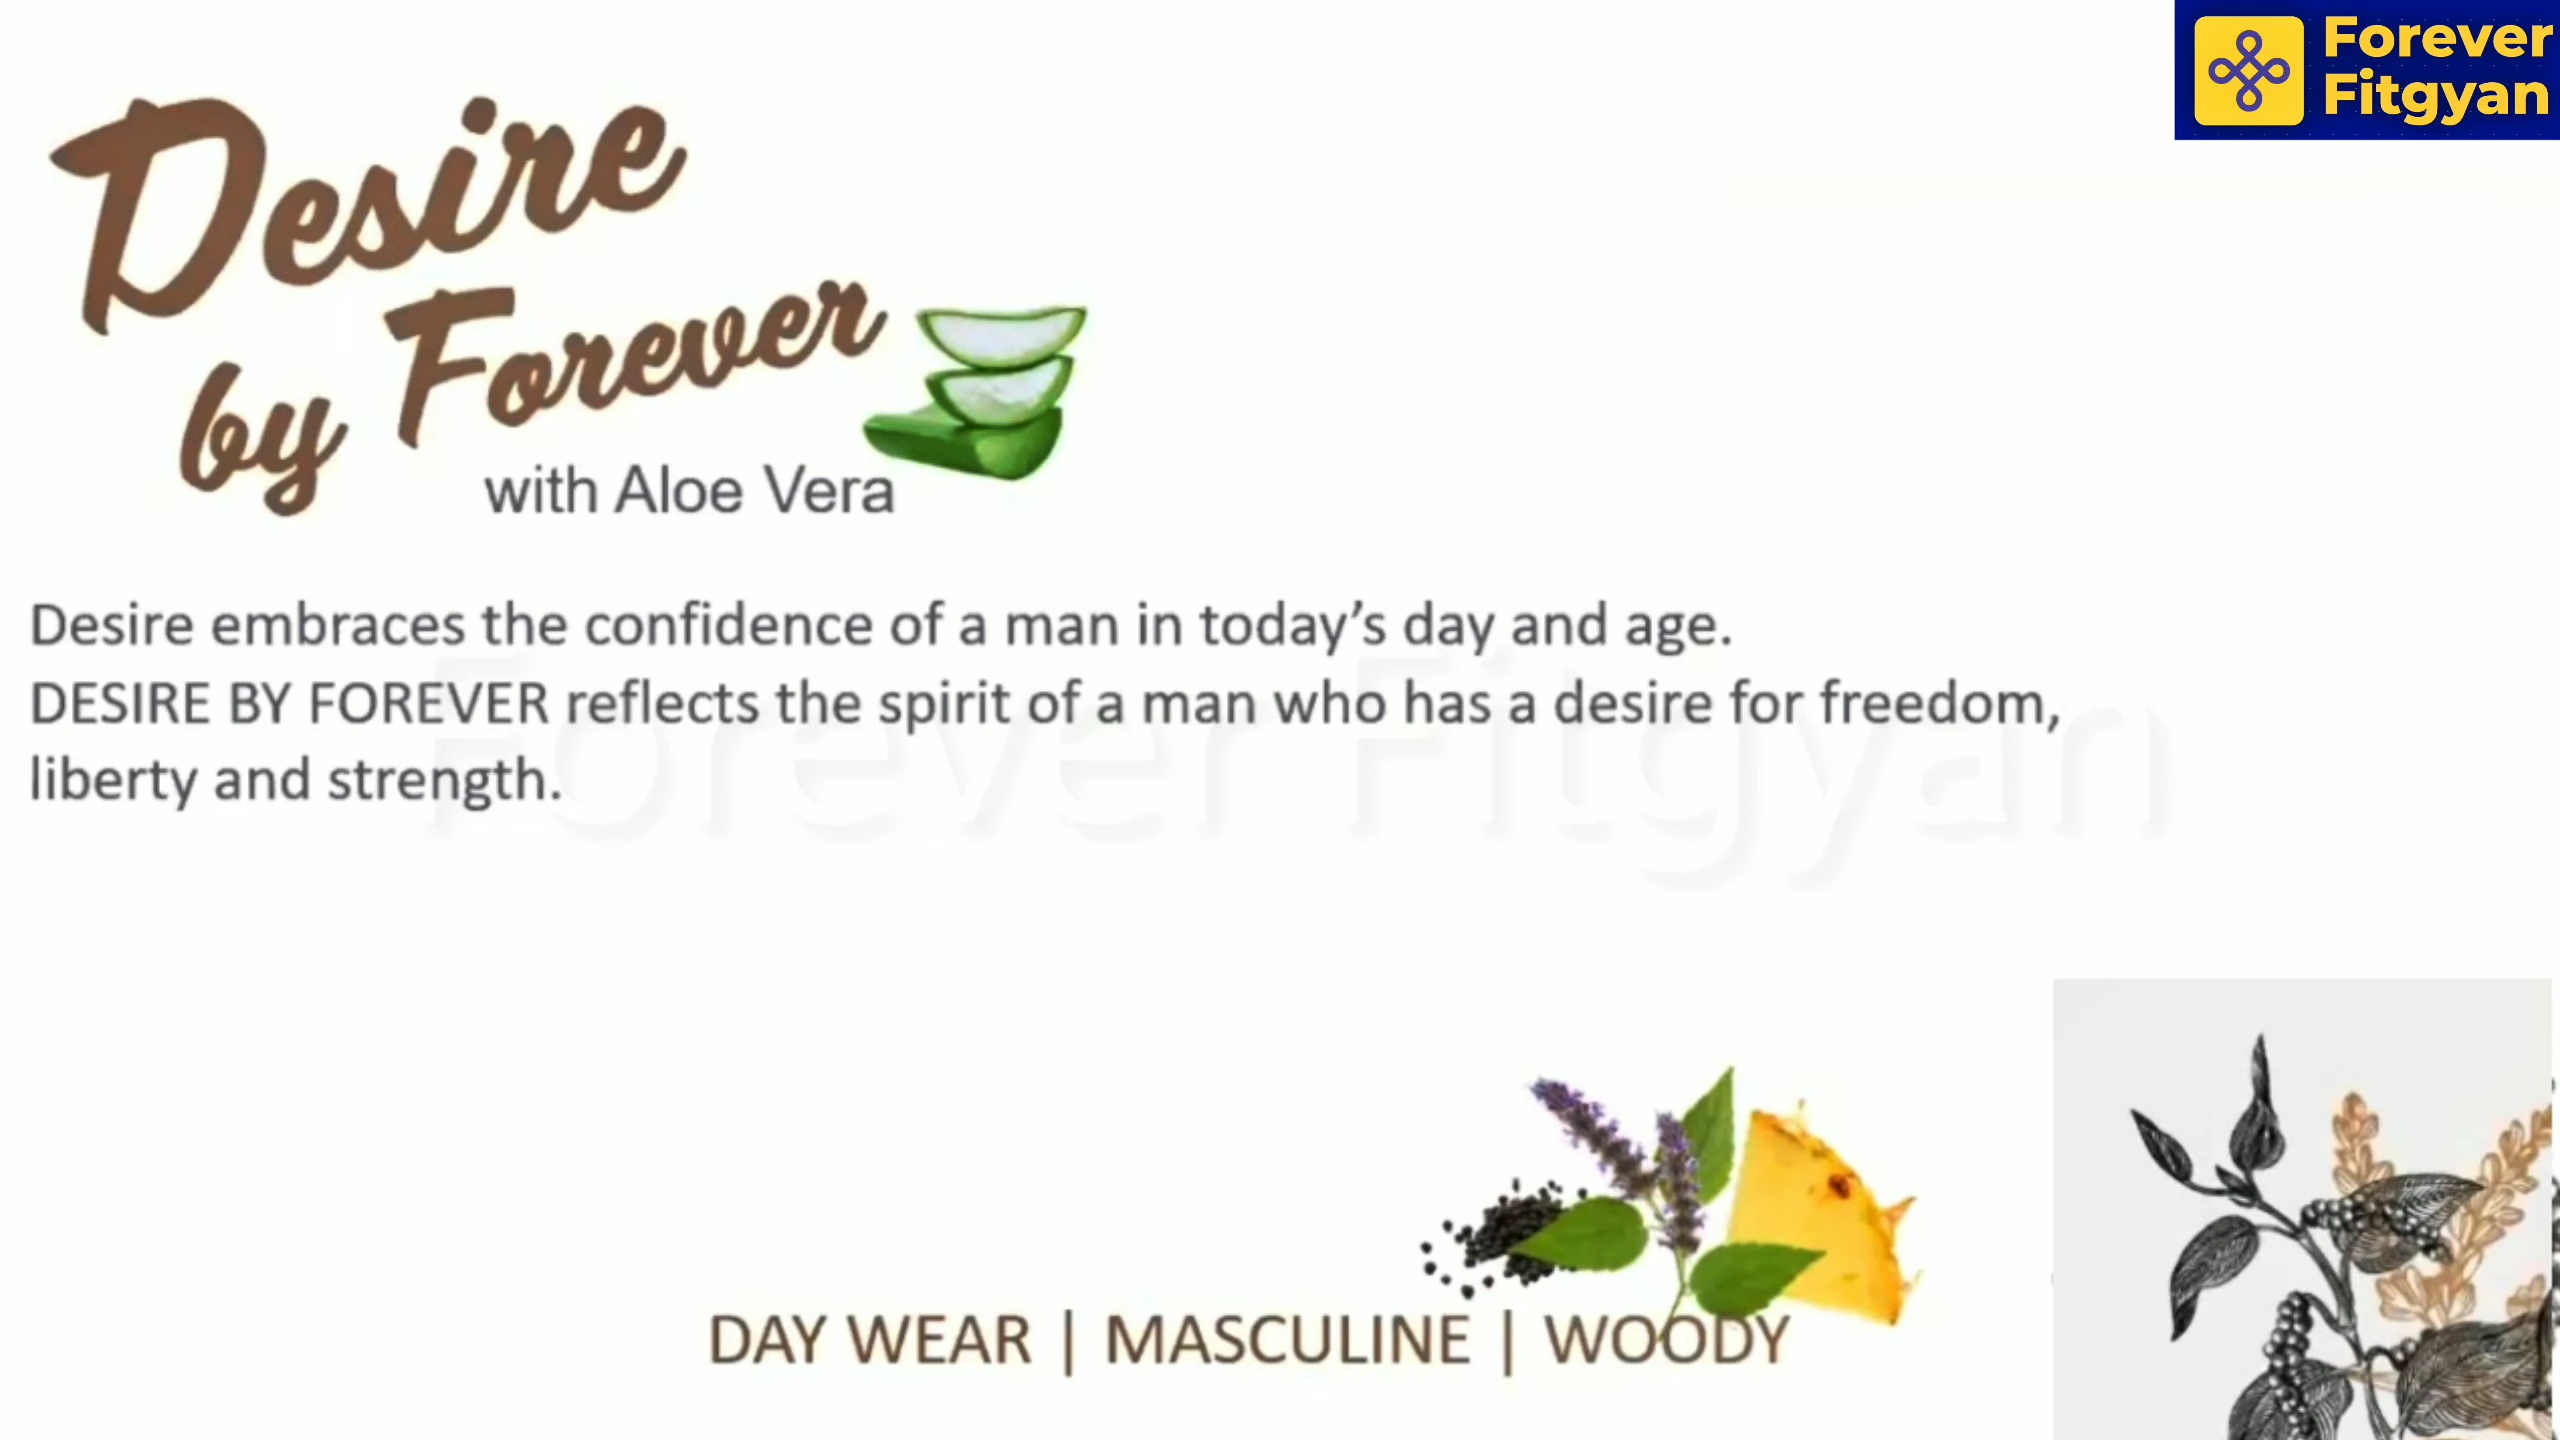 Forever
Fitgyan
Desire
by Forever
with Aloe Vera
Desire embraces the confidence of a man in today’s day and age.
DESIRE BY FOREVER reflects the spirit of a man who has a desire for freedom,
liberty and strength.
Forever Fitgyan
DAY WEAR | MASCULINE | WOODY